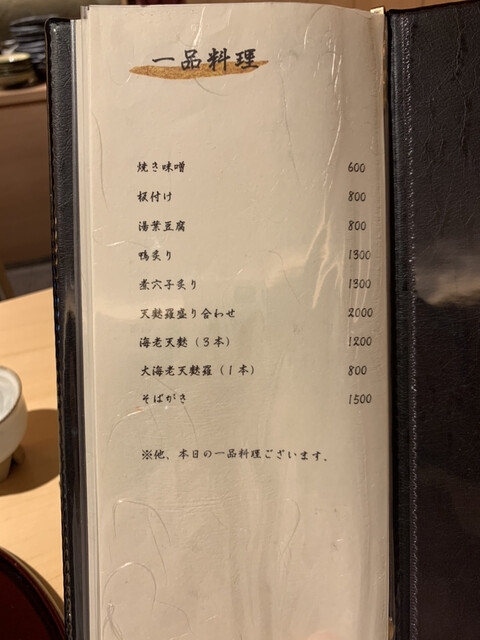 一品料理
焼き味噌 600
板付け 800
湯葉豆腐 800
鴨炙り 1300
煮穴子炙り 1300
天麩羅盛り合わせ 2000
海老天麩（3本） 1200
大海老天麩羅（1本） 800
そばがき 1500
※他、本日の一品料理ございます。